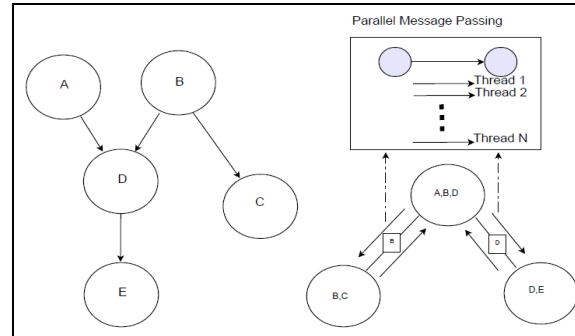 Parallel Message Passing
A
B
Thread 1
Thread 2
Thread N
D
C
A,B,D
B
D
E
B,C
D,E